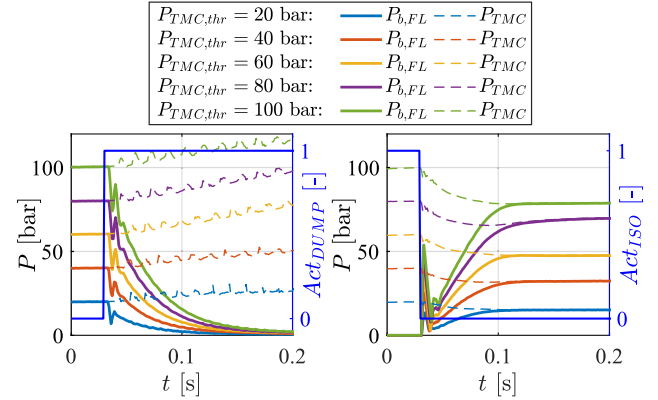 P_{TMC,thr} = 20 bar: P_{b,FL} P_{TMC}
P_{TMC,thr} = 40 bar: P_{b,FL} P_{TMC}
P_{TMC,thr} = 60 bar: P_{b,FL} P_{TMC}
P_{TMC,thr} = 80 bar: P_{b,FL} P_{TMC}
P_{TMC,thr} = 100 bar: P_{b,FL} P_{TMC}
P [bar]
100
50
0
0 0.1 0.2
t [s]
1
0
Act_{DUMP} [-]
P [bar]
100
50
0
0 0.1 0.2
t [s]
1
0
Act_{ISO} [-]